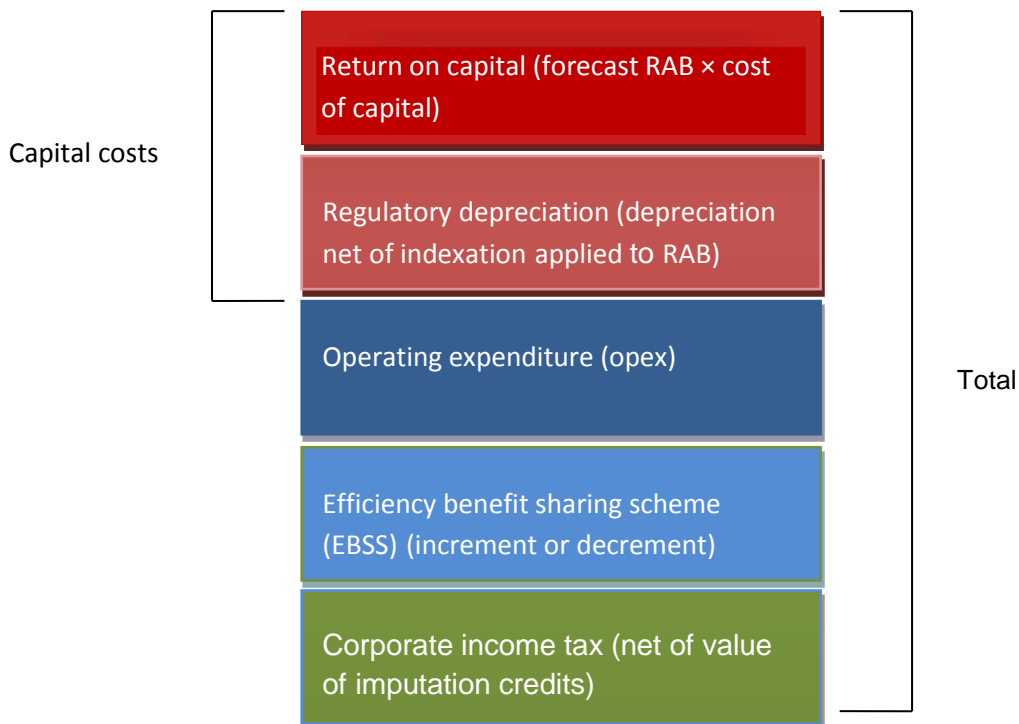 Return on capital (forecast RAB × cost
of capital)
Capital costs
Regulatory depreciation (depreciation
net of indexation applied to RAB)
Operating expenditure (opex)
Total
Efficiency benefit sharing scheme
(EBSS) (increment or decrement)
Corporate income tax (net of value
of imputation credits)